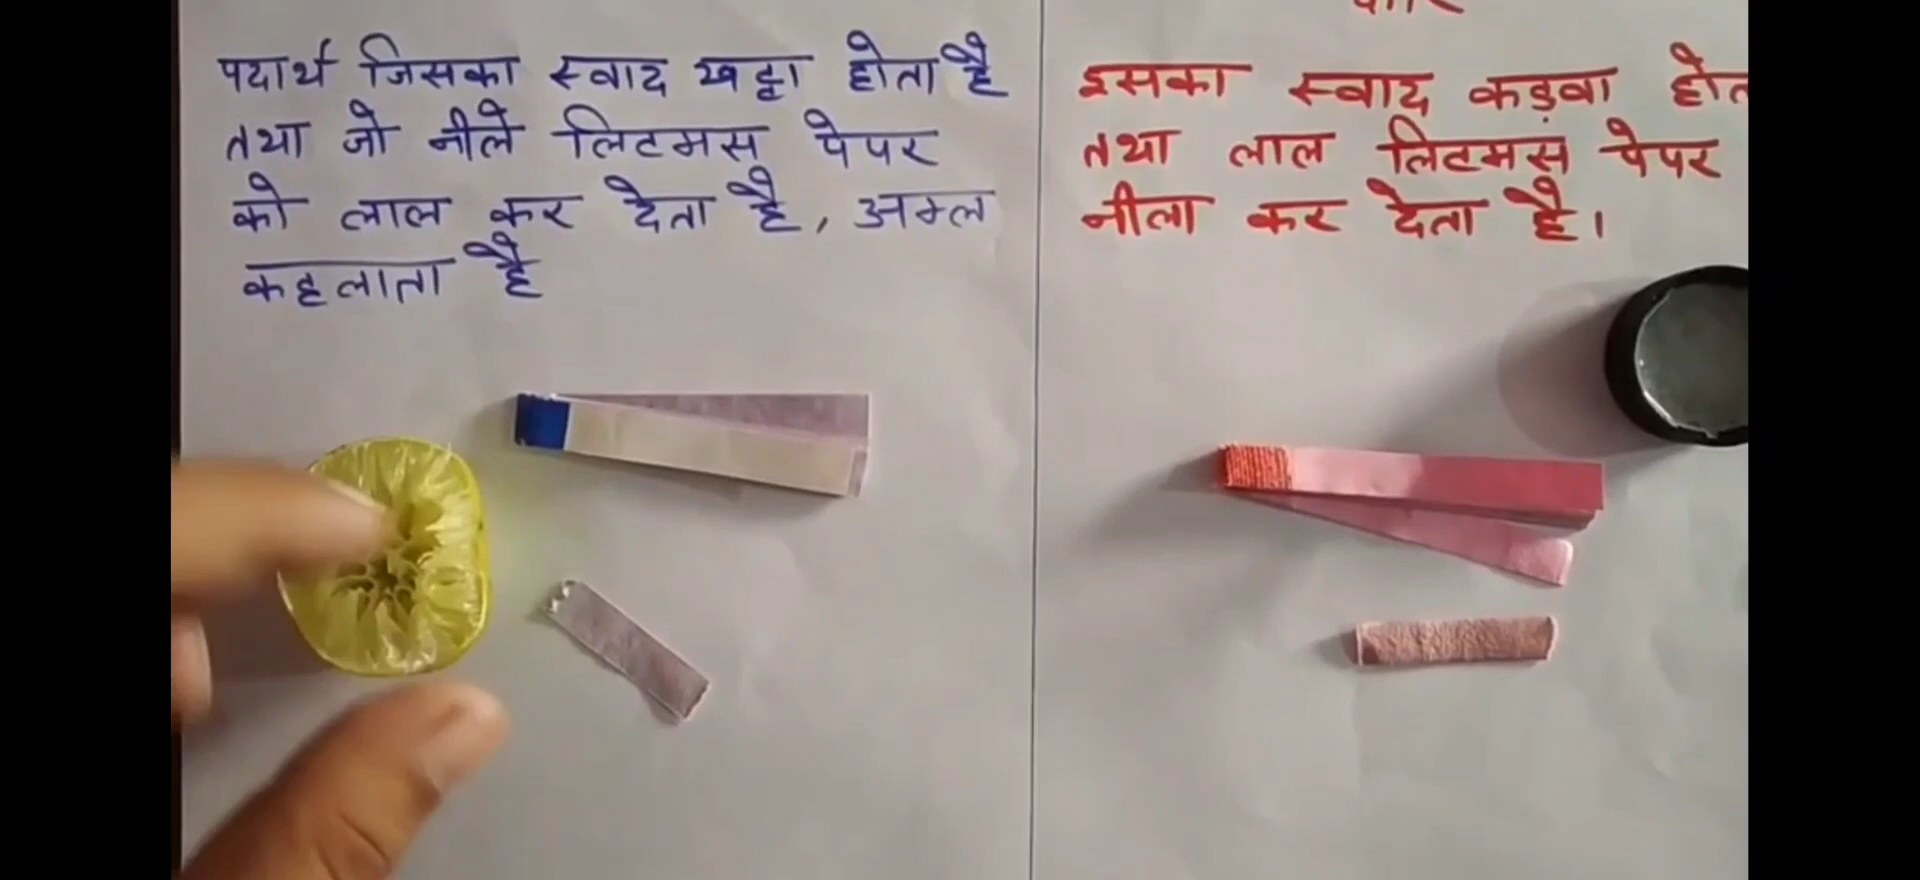 पदार्थ जिसका स्वाद खट्टा होता है
तथा जो नीले लिटमस पेपर
को लाल कर देता है, अम्ल
कहलाता है
इसका स्वाद कड़वा
तथा लाल लिटमस पेपर
नीला कर देता है।